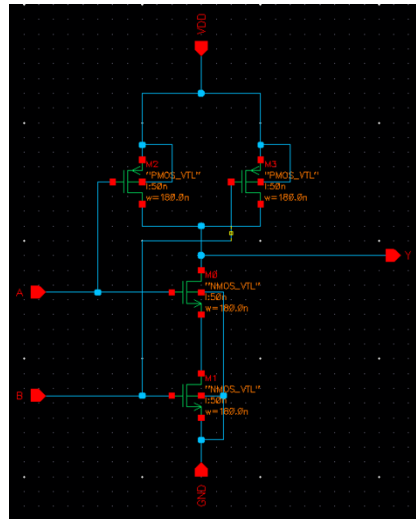 VDD
M2
"PMOS_VTL"
l:50n
w=180.0n
M3
"PMOS_VTL"
l:50n
w=180.0n
Y
A
M0
"NMOS_VTL"
l:50n
w=180.0n
B
M1
"NMOS_VTL"
l:50n
w=180.0n
GND